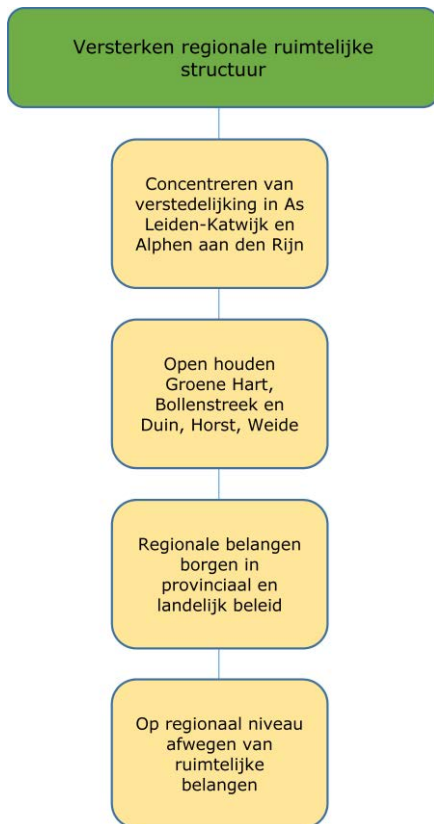 Versterken regionale ruimtelijke
structuur
Concentreren van
verstedelijking in As
Leiden-Katwijk en
Alphen aan den Rijn
Open houden
Groene Hart,
Bollenstreek en
Duin, Horst, Weide
Regionale belangen
borgen in
provinciaal en
landelijk beleid
Op regionaal niveau
afwegen van
ruimtelijke
belangen